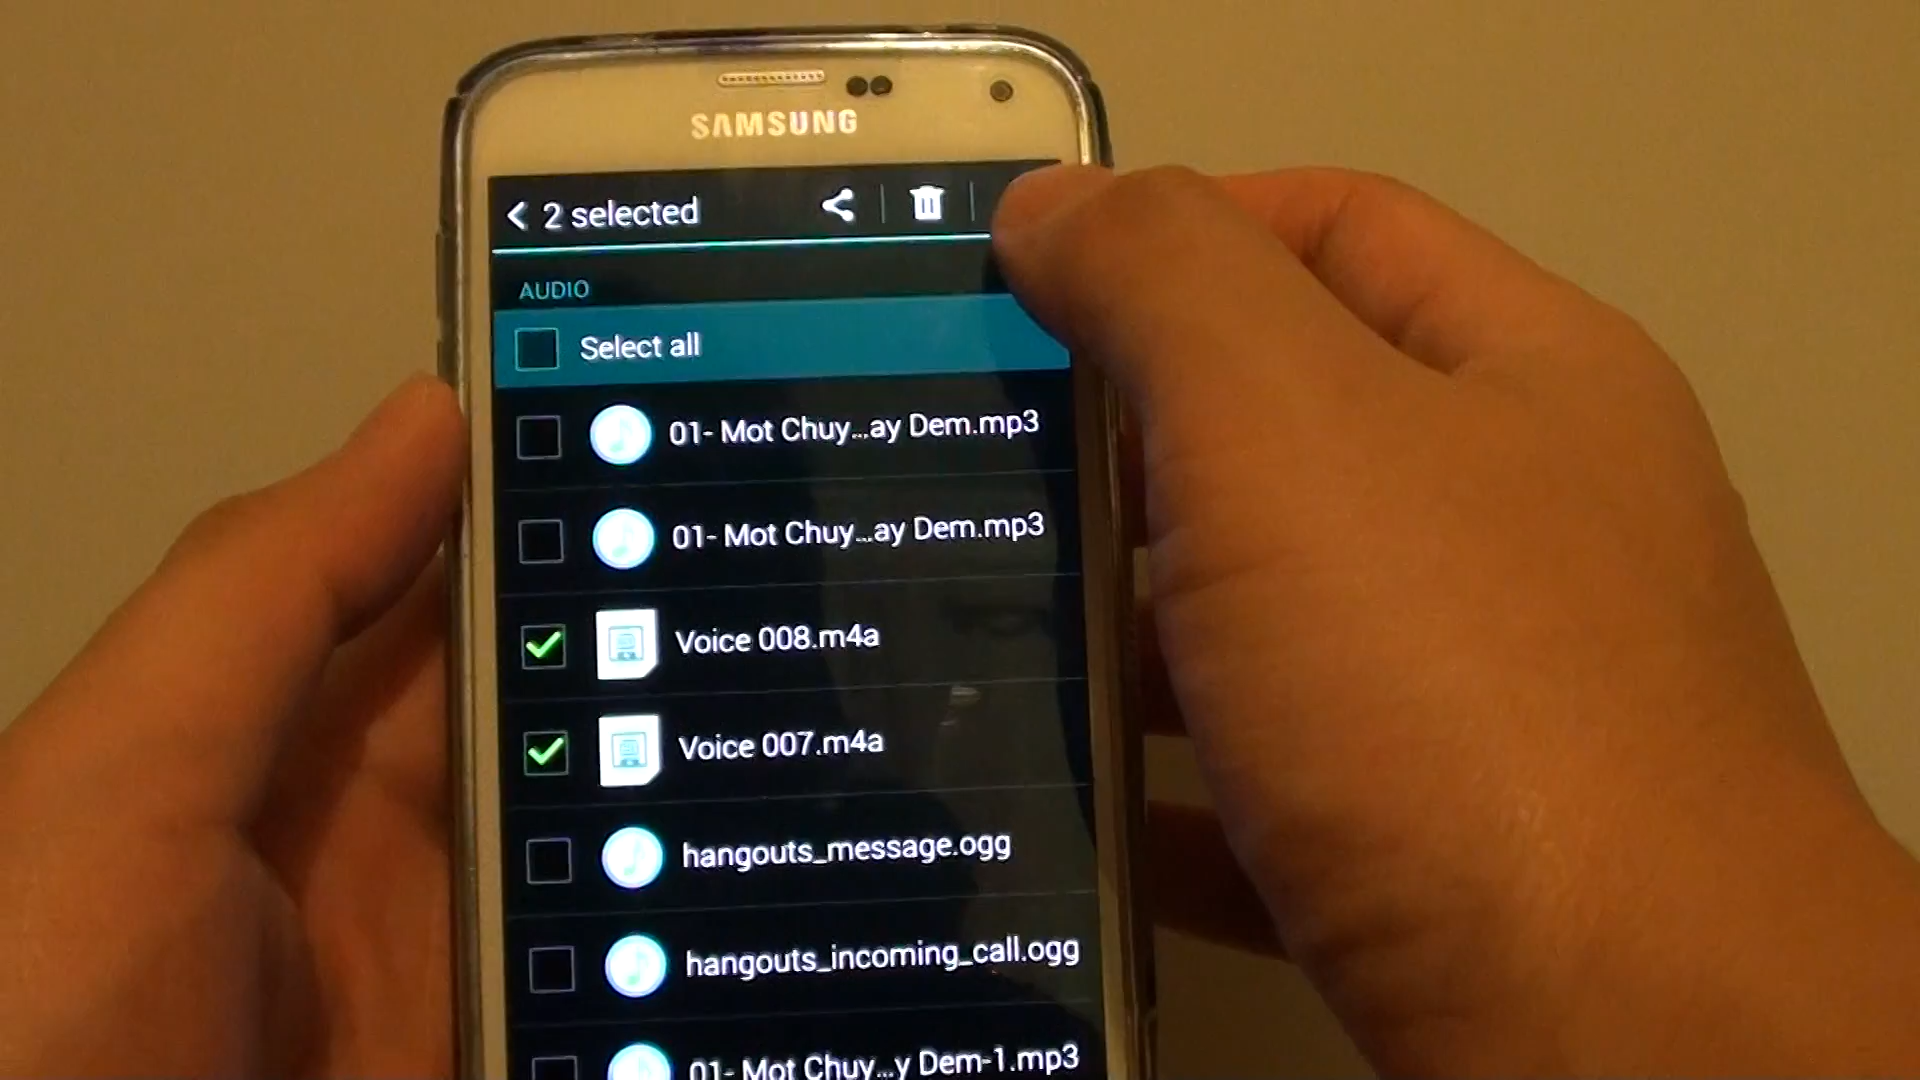 SAMSUNG
2 selected
AUDIO
Select all
01- Mot Chuy...ay Dem.mp3
01- Mot Chuy...ay Dem.mp3
Voice 008.m4a
Voice 007.m4a
hangouts_message.ogg
hangouts_incoming_call.ogg
01- Mot Chuy...y Dem-1.mp3